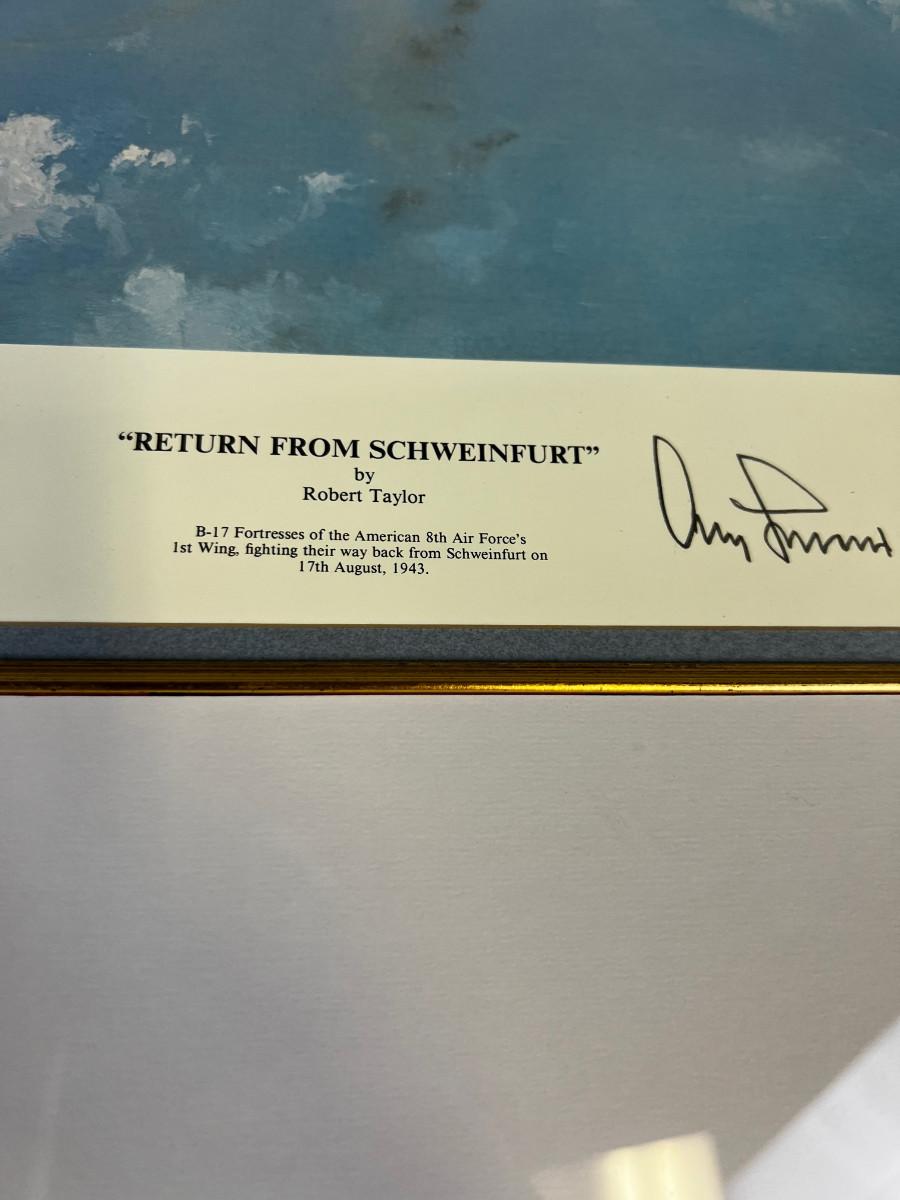 “RETURN FROM SCHWEINFURT”
by
Robert Taylor
B-17 Fortresses of the American 8th Air Force’s
1st Wing, fighting their way back from Schweinfurt on
17th August, 1943.